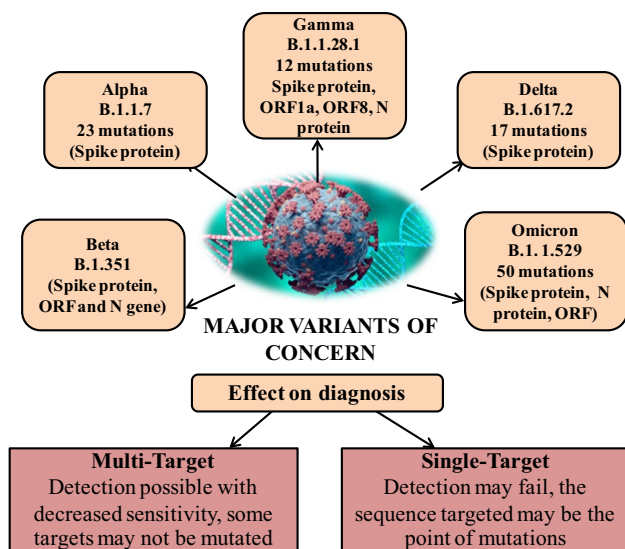 Gamma
B.1.1.28.1
12 mutations
Spike protein,
ORF1a, ORF8, N
protein
Alpha
B.1.1.7
23 mutations
(Spike protein)
Delta
B.1.617.2
17 mutations
(Spike protein)
Beta
B.1.351
(Spike protein,
ORF and N gene)
Omicron
B.1. 1.529
50 mutations
(Spike protein, N
protein, ORF)
MAJOR VARIANTS OF
CONCERN
Effect on diagnosis
Multi-Target
Detection possible with
decreased sensitivity, some
targets may not be mutated
Single-Target
Detection may fail, the
sequence targeted may be the
point of mutations